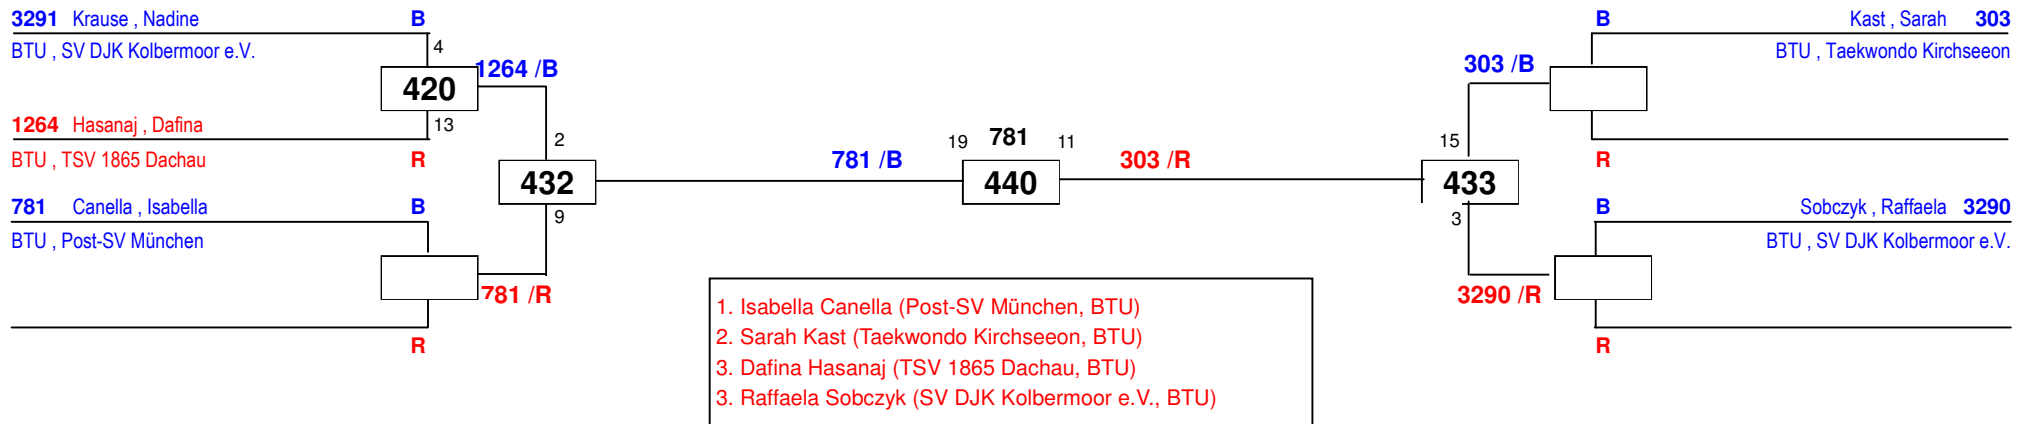 3291 Krause , Nadine B
BTU , SV DJK Kolbermoor e.V.
4
420
1264 /B
13
1264 Hasanaj , Dafina
BTU , TSV 1865 Dachau R
2
432
9
781 Canella , Isabella B
BTU , Post-SV München
781 /R
R
781 /B
19 781 11
440
303 /R
B Kast , Sarah 303
BTU , Taekwondo Kirchseeon
303 /B
R
15
433
3
B Sobczyk , Raffaela 3290
BTU , SV DJK Kolbermoor e.V.
3290 /R
R
1. Isabella Canella (Post-SV München, BTU)
2. Sarah Kast (Taekwondo Kirchseeon, BTU)
3. Dafina Hasanaj (TSV 1865 Dachau, BTU)
3. Raffaela Sobczyk (SV DJK Kolbermoor e.V., BTU)